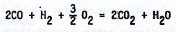 2CO + H₂ + 3/2 O₂ = 2CO₂ + H₂O